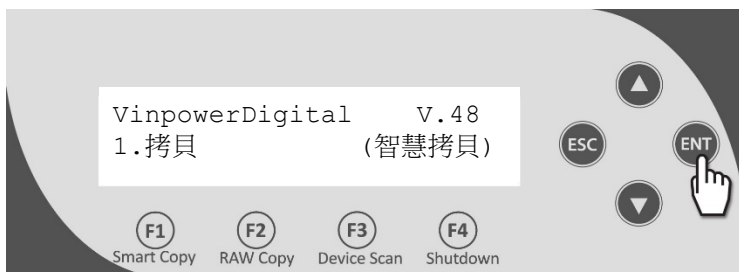 VinpowerDigital V.48
1.拷貝 (智慧拷貝)
ESC
ENT
F1 F2 F3 F4
Smart Copy RAW Copy Device Scan Shutdown